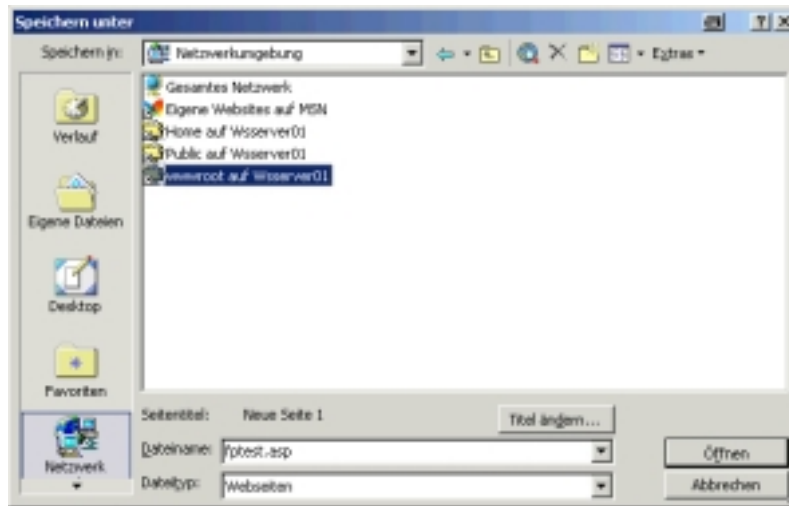 Speichern unter
Speichern in: Netzwerkumgebung Extras
Gesamtes Netzwerk
Eigene Websites auf MSN
Home auf Wsserver01
Public auf Wsserver01
wwwroot auf Wsserver01
Verlauf
Eigene Dateien
Desktop
Favoriten
Netzwerk
Seitentitel: Neue Seite 1 Titel ändern...
Dateiname: fptest.asp Öffnen
Dateityp: Webseiten Abbrechen